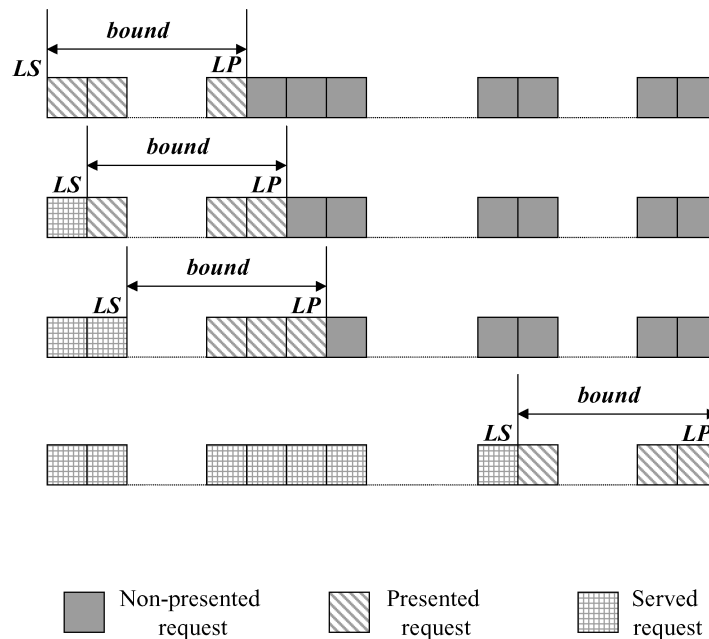 bound
LS LP
bound
LS LP
bound
LS LP
bound
LS LP
Non-presented Presented Served
request request request